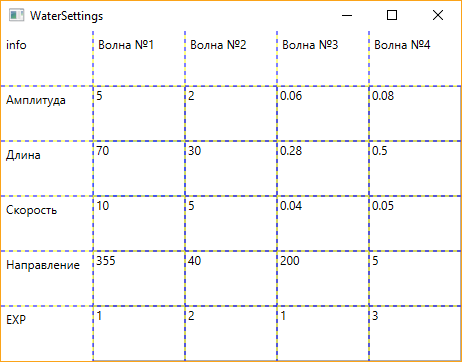 WaterSettings
info Волна №1 Волна №2 Волна №3 Волна №4
Амплитуда 5 2 0.06 0.08
Длина 70 30 0.28 0.5
Скорость 10 5 0.04 0.05
Направление 355 40 200 5
EXP 1 2 1 3